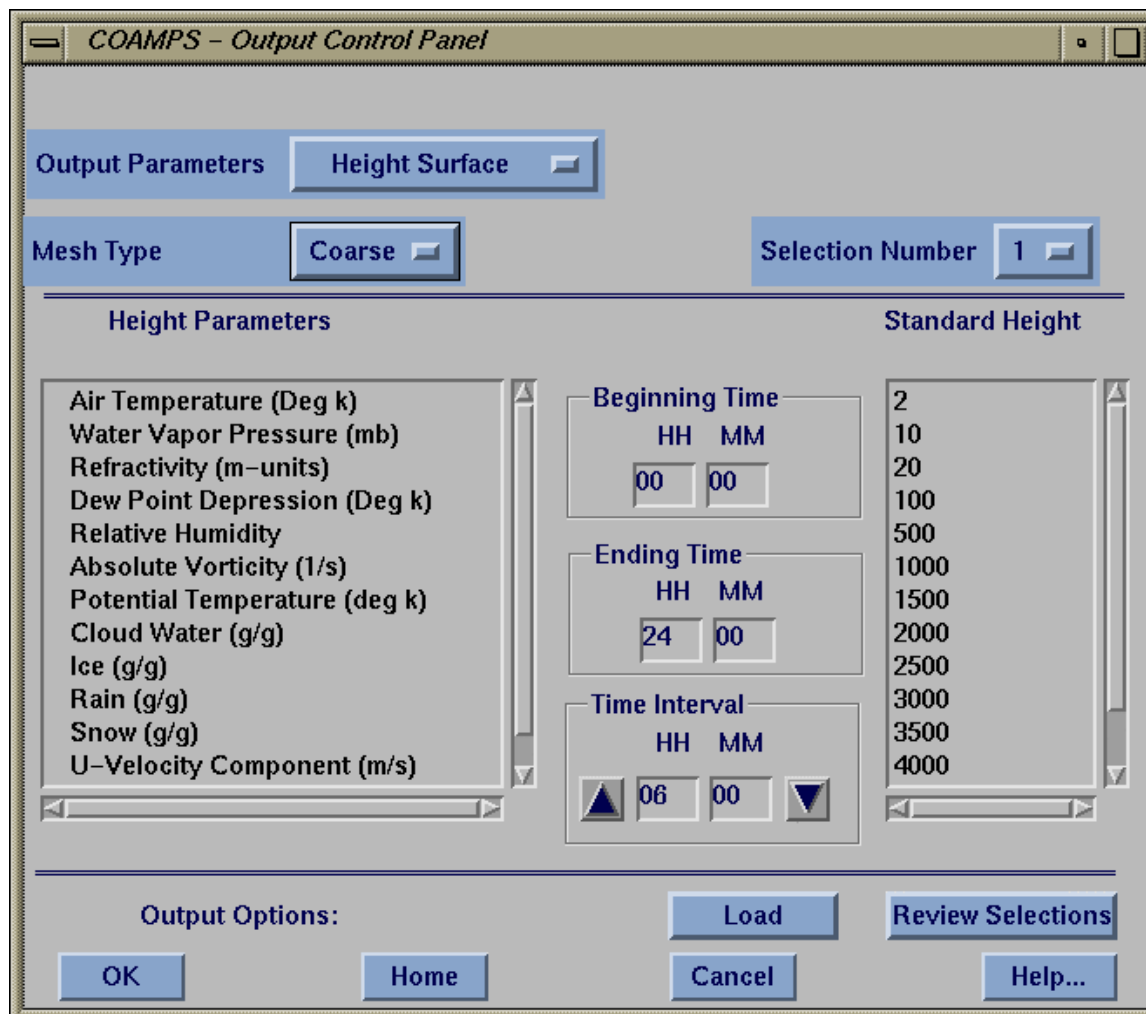 COAMPS – Output Control Panel
Output Parameters
Height Surface
Mesh Type
Coarse
Selection Number
1
Height Parameters
Standard Height
Air Temperature (Deg k)
Water Vapor Pressure (mb)
Refractivity (m–units)
Dew Point Depression (Deg k)
Relative Humidity
Absolute Vorticity (1/s)
Potential Temperature (deg k)
Cloud Water (g/g)
Ice (g/g)
Rain (g/g)
Snow (g/g)
U–Velocity Component (m/s)
Beginning Time
HH MM
00 00
Ending Time
HH MM
24 00
Time Interval
HH MM
06 00
2
10
20
100
500
1000
1500
2000
2500
3000
3500
4000
Output Options:
Load
Review Selections
OK
Home
Cancel
Help...